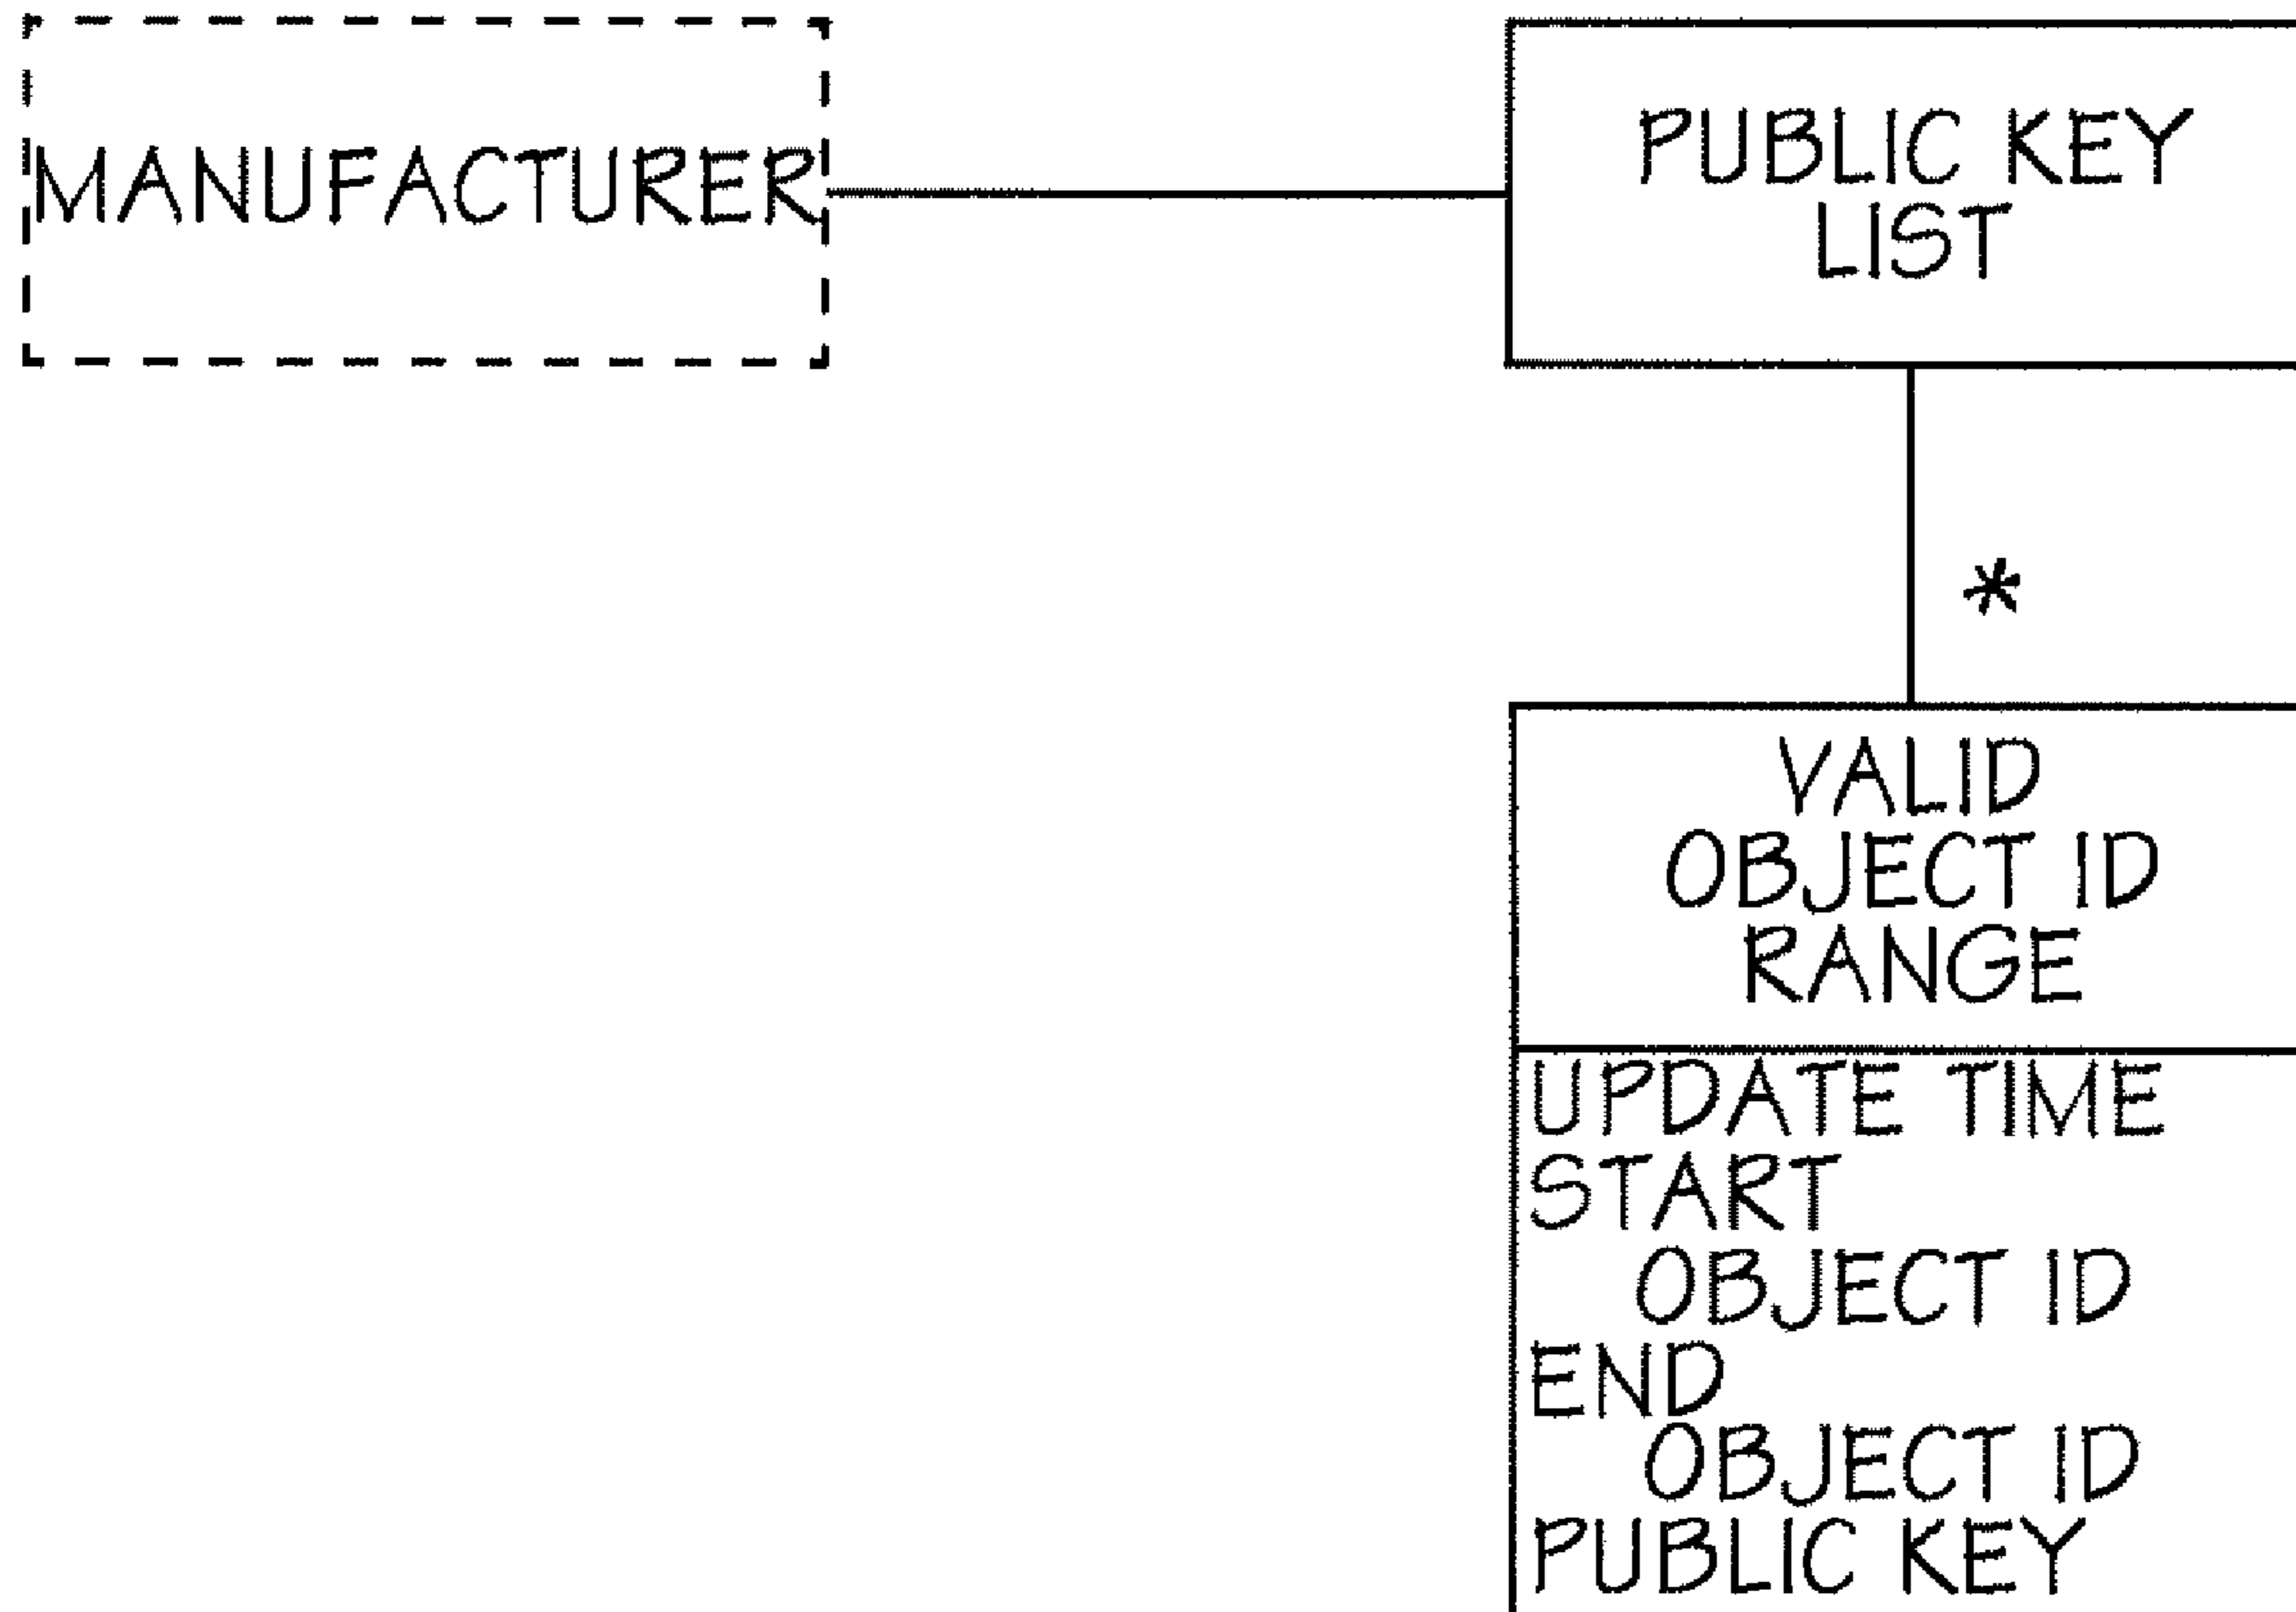 MANUFACTURER
PUBLIC KEY
LIST
*
VALID
OBJECT ID
RANGE
UPDATE TIME
START
OBJECT ID
END
OBJECT ID
PUBLIC KEY